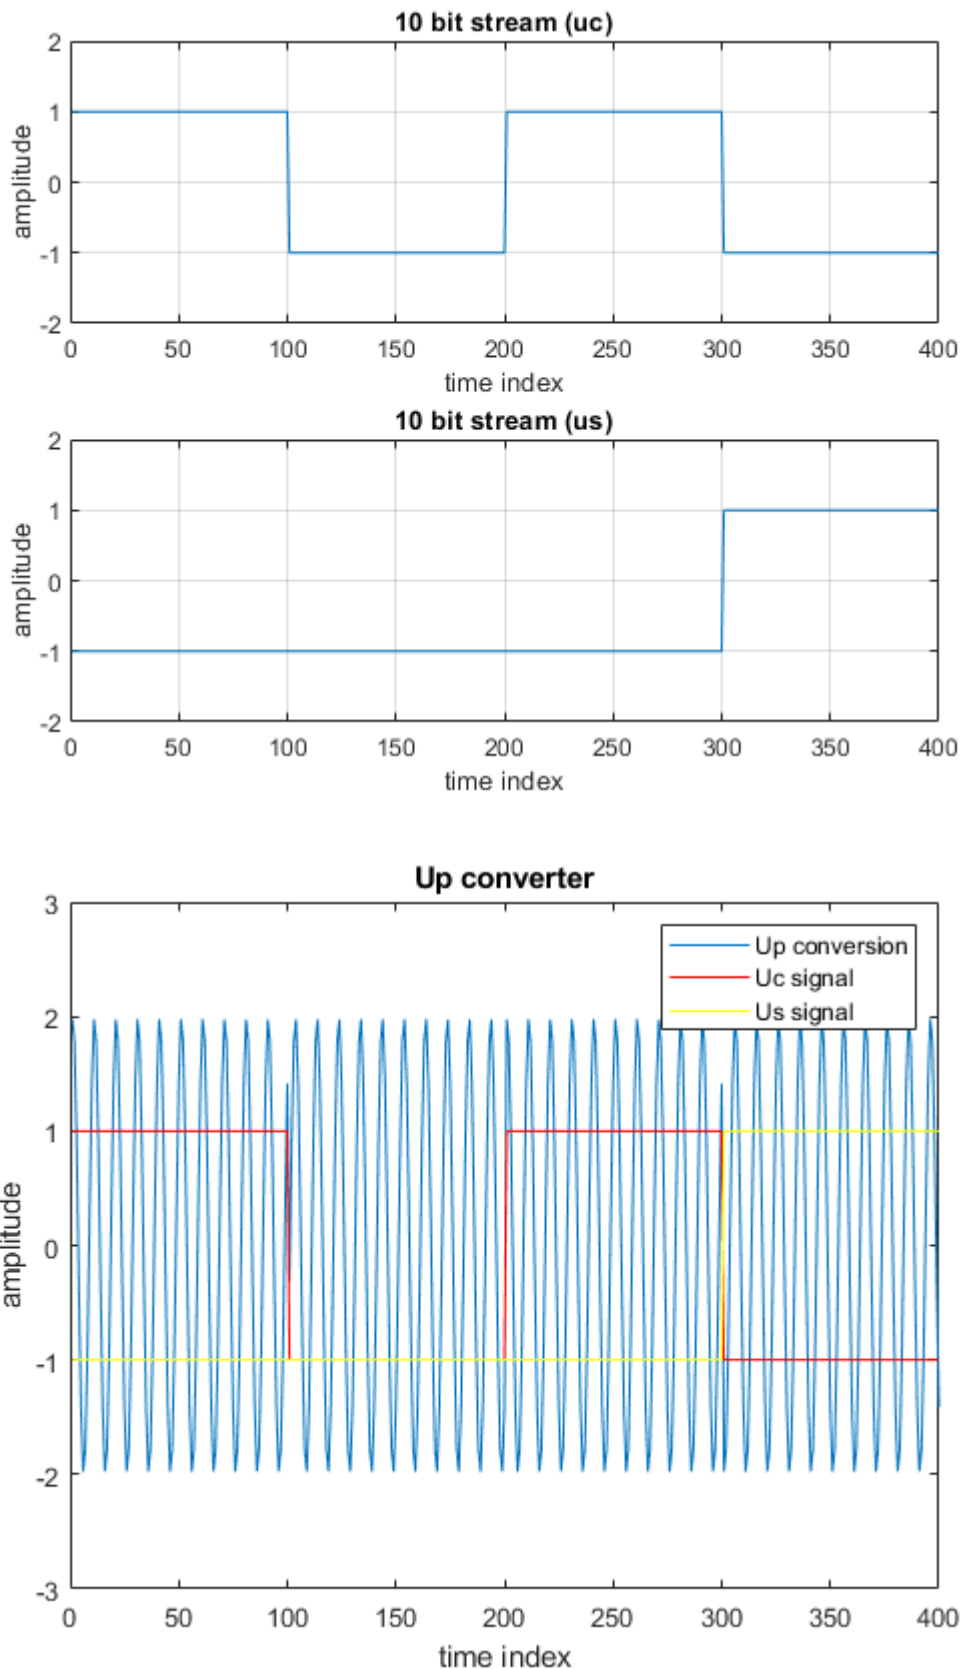 10 bit stream (uc)
2
1
0
-1
-2
amplitude
0 50 100 150 200 250 300 350 400
time index
10 bit stream (us)
2
1
0
-1
-2
amplitude
0 50 100 150 200 250 300 350 400
time index
Up converter
3
2
1
0
-1
-2
-3
amplitude
Up conversion
Uc signal
Us signal
0 50 100 150 200 250 300 350 400
time index